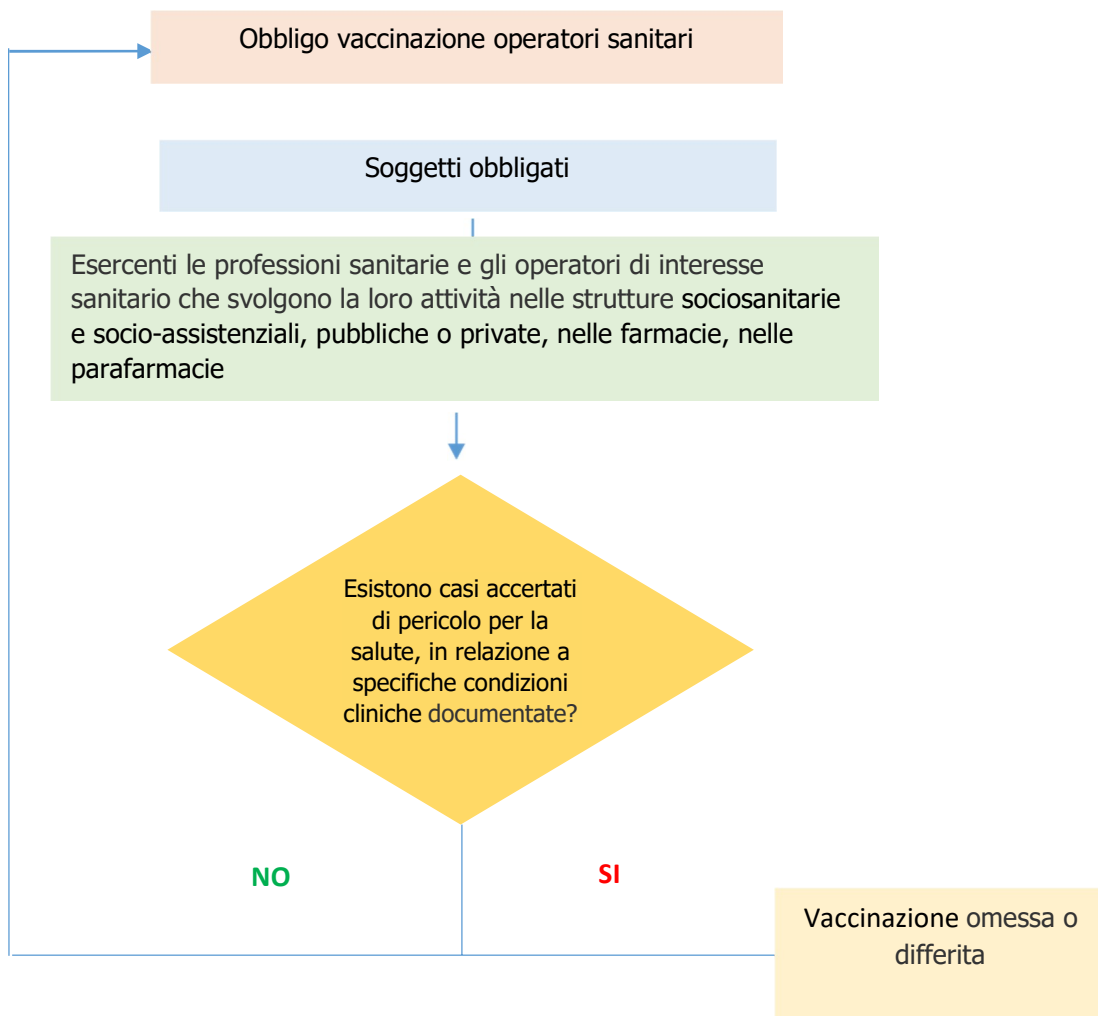 Obbligo vaccinazione operatori sanitari
Soggetti obbligati
Esercenti le professioni sanitarie e gli operatori di interesse
sanitario che svolgono la loro attività nelle strutture sociosanitarie
e socio-assistenziali, pubbliche o private, nelle farmacie, nelle
parafarmacie
Esistono casi accertati
di pericolo per la
salute, in relazione a
specifiche condizioni
cliniche documentate?
NO
SI
Vaccinazione omessa o
differita